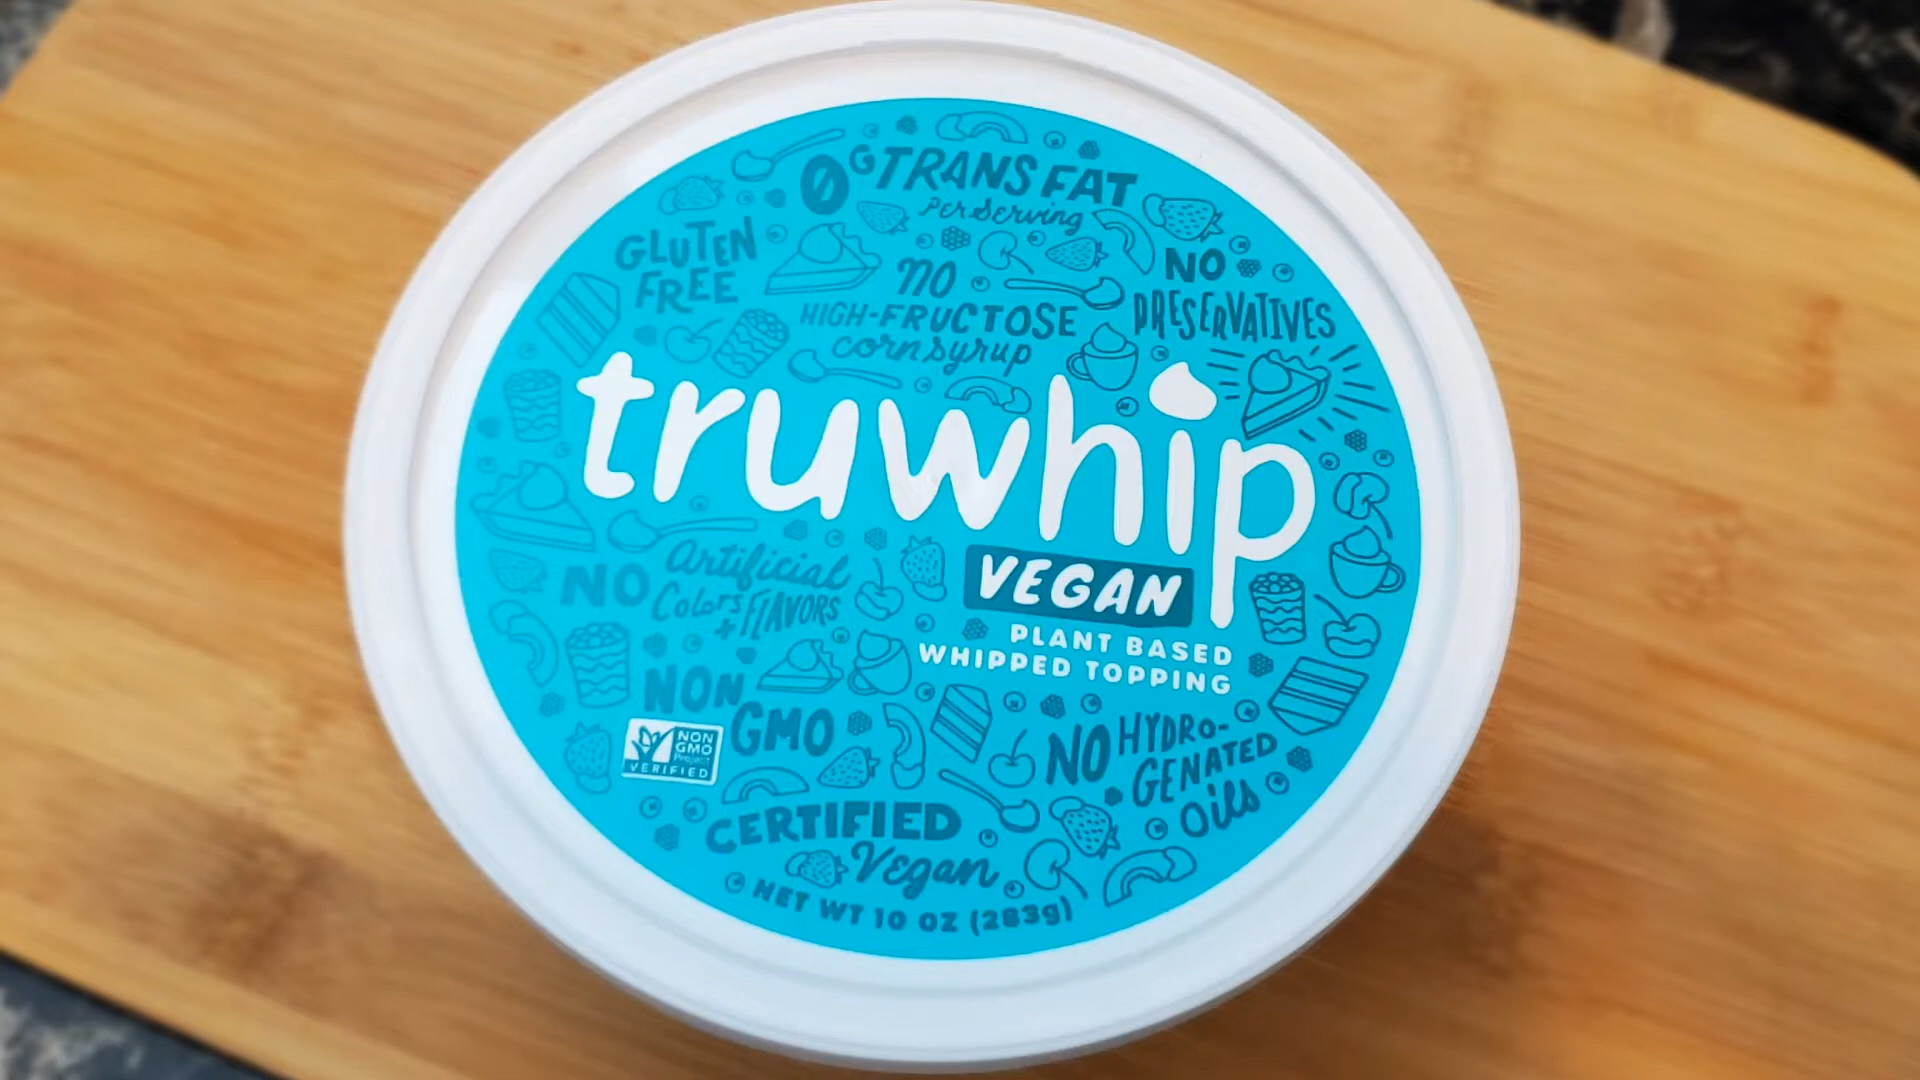 0G TRANS FAT
Per Serving
GLUTEN
FREE
NO
HIGH-FRUCTOSE
corn syrup
NO
PRESERVATIVES
truwhip
VEGAN
PLANT BASED
WHIPPED TOPPING
NO Artificial
Colors
+ FLAVORS
NON
GMO
NON
GMO
Project
VERIFIED
NO HYDRO-
GENATED
Oils
CERTIFIED
Vegan
NET WT 10 OZ (283g)